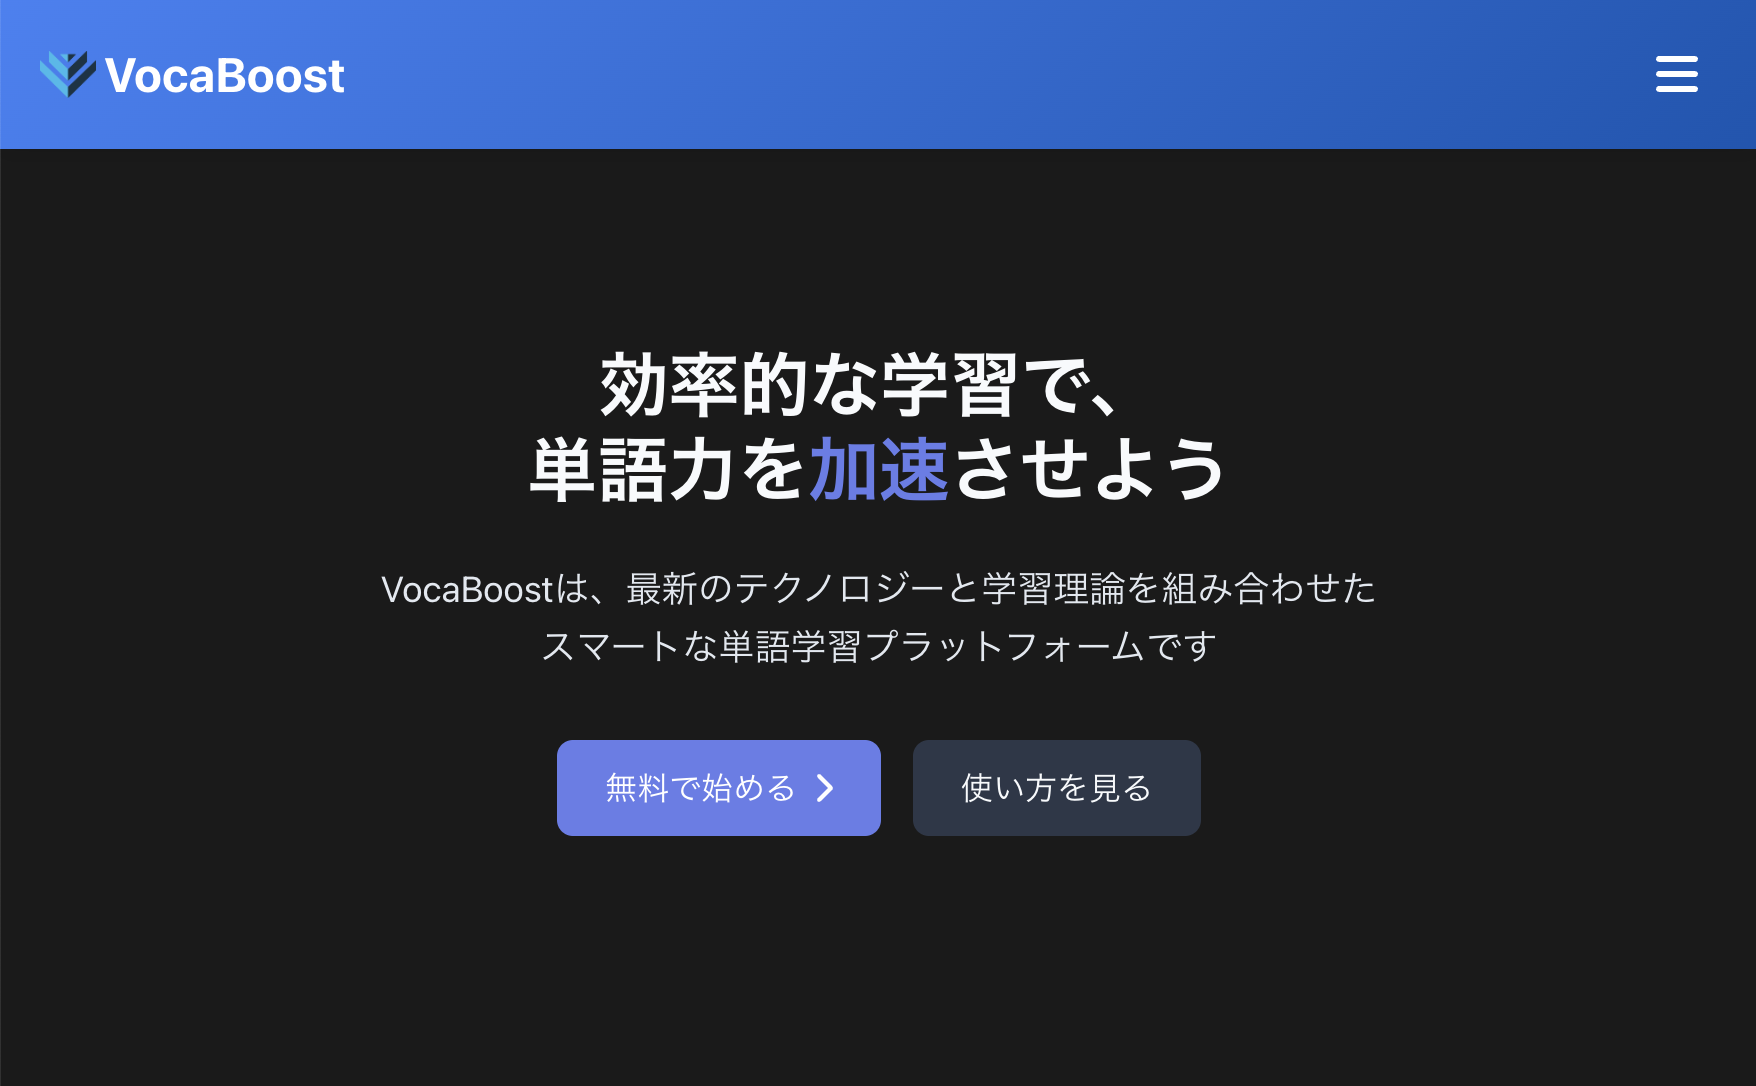 VocaBoost
効率的な学習で、
単語力を加速させよう
VocaBoostは、最新のテクノロジーと学習理論を組み合わせた
スマートな単語学習プラットフォームです
無料で始める
使い方を見る